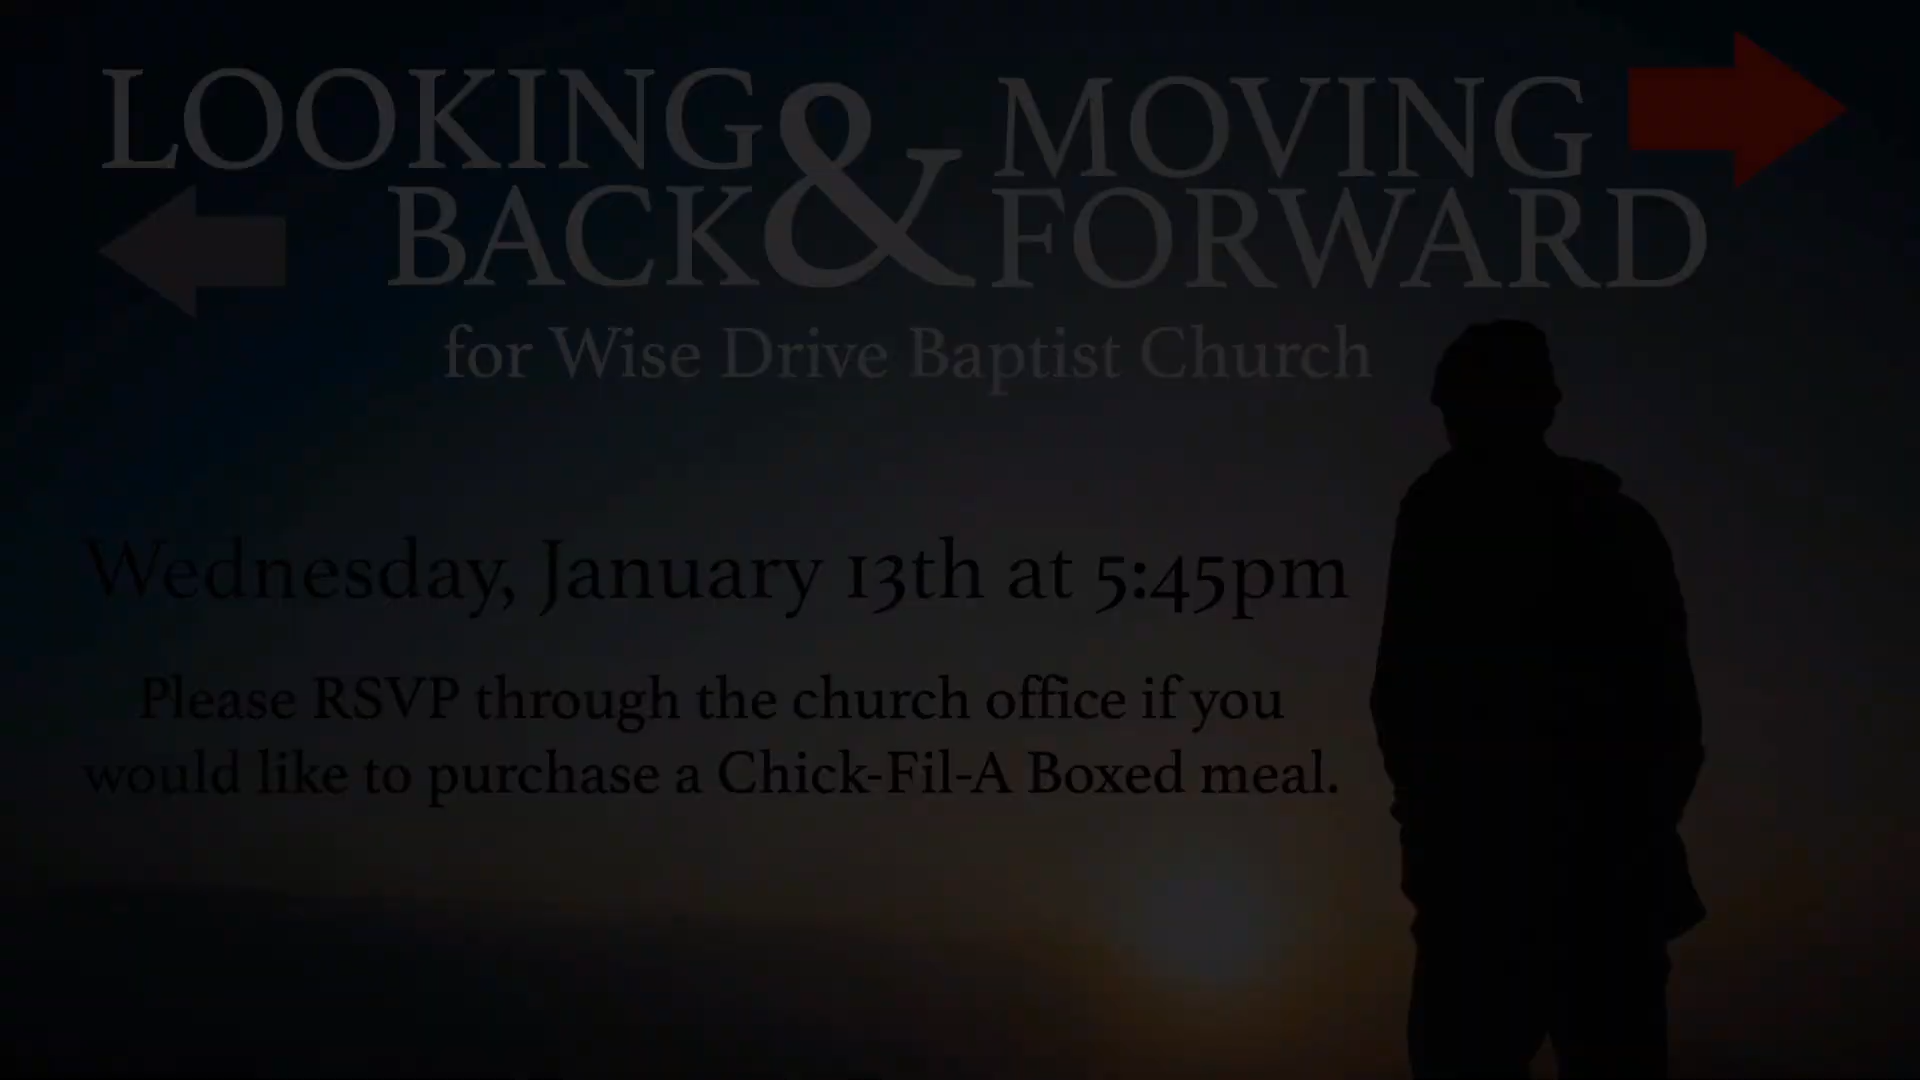 LOOKING
BACK
&
MOVING
FORWARD
for Wise Drive Baptist Church
Wednesday, January 13th at 5:45pm
Please RSVP through the church office if you
would like to purchase a Chick-Fil-A Boxed meal.